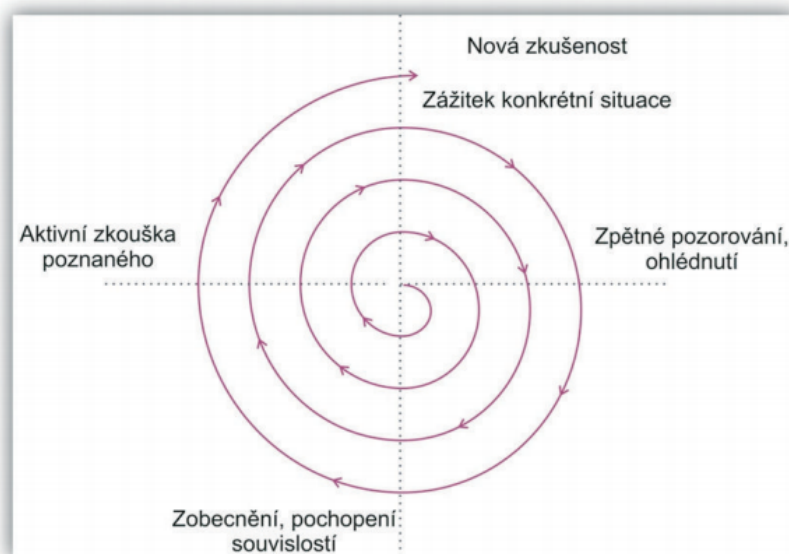 Nová zkušenost
Zážitek konkrétní situace
Aktivní zkouška
poznaného
Zpětné pozorování,
ohlédnutí
Zobecnění, pochopení
souvislostí